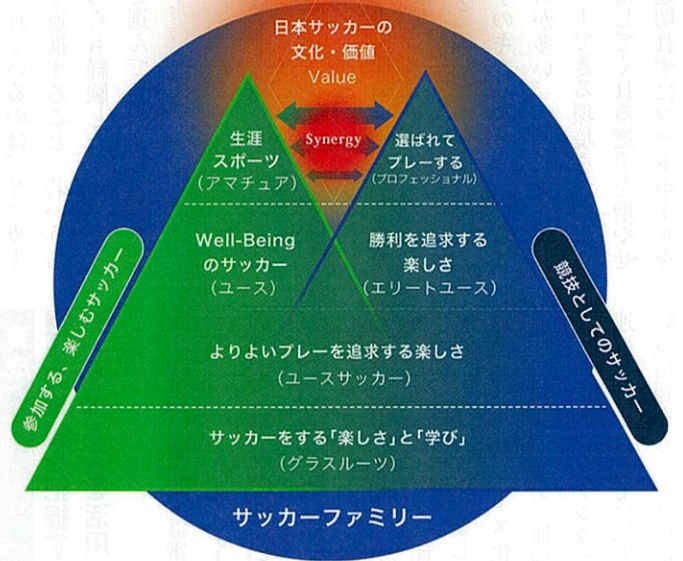 日本サッカーの
文化・価値
Value
Synergy
生涯
スポーツ
(アマチュア)
選ばれて
プレーする
(プロフェッショナル)
Well-Being
のサッカー
(ユース)
勝利を追求する
楽しさ
(エリートユース)
参加する、楽しむサッカー
競技としてのサッカー
よりよいプレーを追求する楽しさ
(ユースサッカー)
サッカーをする「楽しさ」と「学び」
(グラスルーツ)
サッカーファミリー